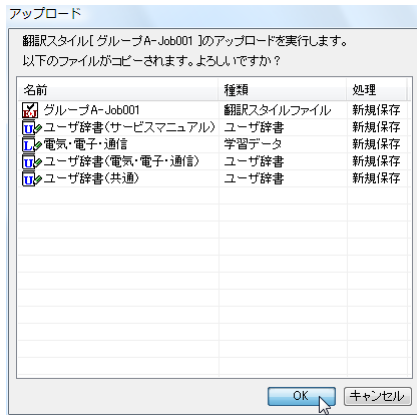 アップロード
翻訳スタイル[ グループA-Job001 ]のアップロードを実行します。
以下のファイルがコピーされます。よろしいですか？
名前 種類 処理
グループA-Job001 翻訳スタイルファイル 新規保存
ユーザ辞書(サービスマニュアル) ユーザ辞書 新規保存
電気・電子・通信 学習データ 新規保存
ユーザ辞書(電気・電子・通信) ユーザ辞書 新規保存
ユーザ辞書(共通) ユーザ辞書 新規保存
OK キャンセル